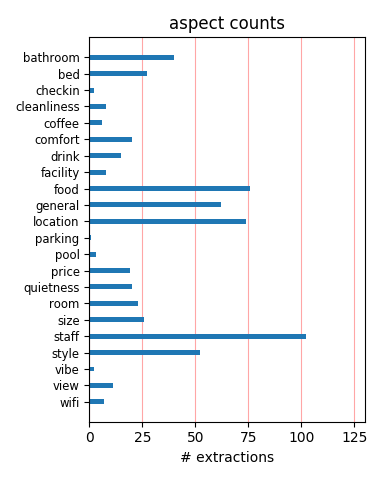 aspect counts
bathroom
bed
checkin
cleanliness
coffee
comfort
drink
facility
food
general
location
parking
pool
price
quietness
room
size
staff
style
vibe
view
wifi
0 25 50 75 100 125
# extractions